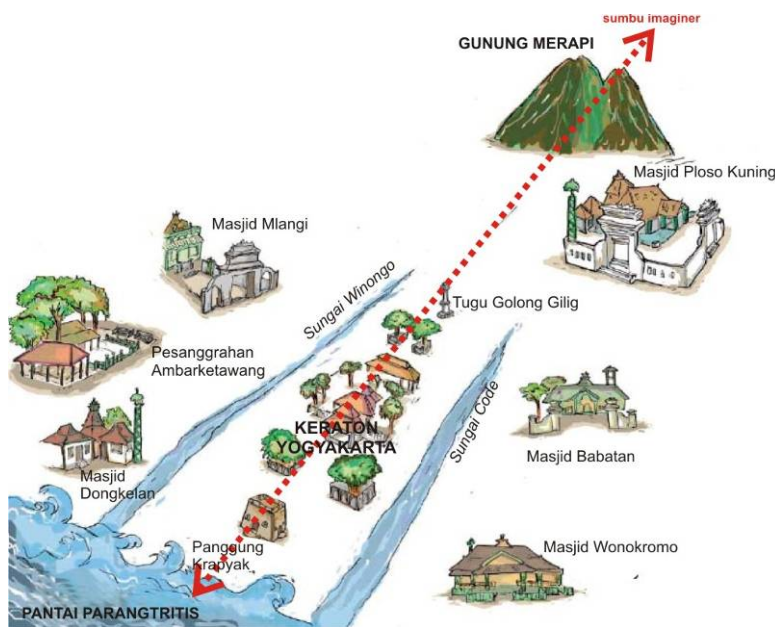 sumbu imaginer
GUNUNG MERAPI
Masjid Ploso Kuning
Masjid Mlangi
Sungai Winongo
Tugu Golong Gilig
Pesanggrahan
Ambarketawang
KERATON
YOGYAKARTA
Sungai Code
Masjid Babatan
Masjid
Dongkelan
Panggung
Krapyak
Masjid Wonokromo
PANTAI PARANGTRITIS